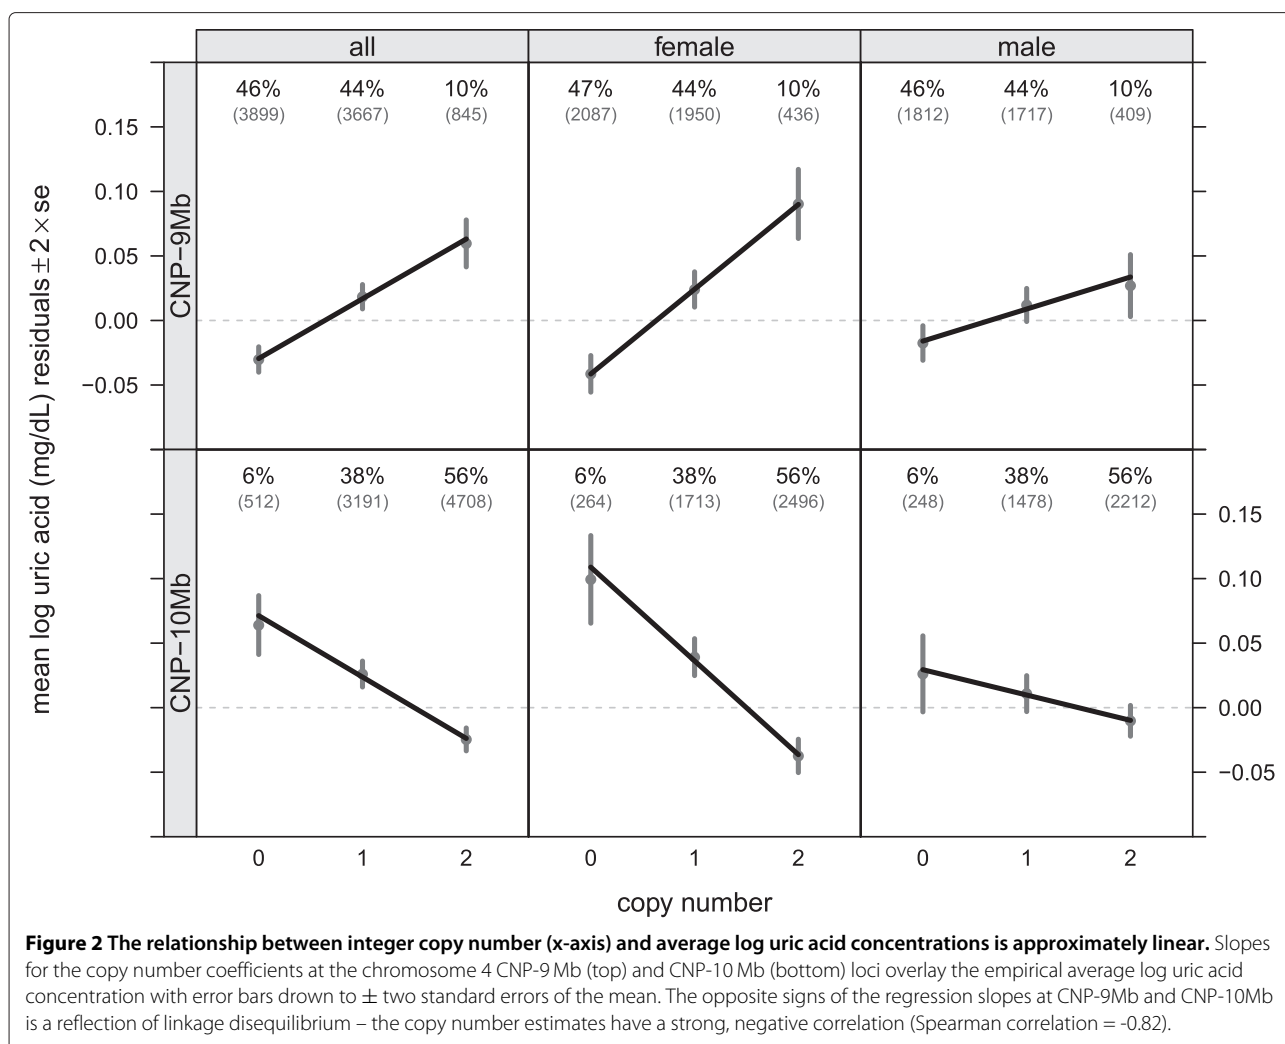 all female male
46% 44% 10% 47% 44% 10% 46% 44% 10%
(3899) (3667) (845) (2087) (1950) (436) (1812) (1717) (409)
0.15
0.10
0.05
0.00
−0.05
CNP−9Mb
mean log uric acid (mg/dL) residuals ± 2 × se
6% 38% 56% 6% 38% 56% 6% 38% 56%
(512) (3191) (4708) (264) (1713) (2496) (248) (1478) (2212)
0.15
0.10
0.05
0.00
−0.05
CNP−10Mb
0 1 2 0 1 2 0 1 2
copy number
Figure 2 The relationship between integer copy number (x-axis) and average log uric acid concentrations is approximately linear. Slopes
for the copy number coefficients at the chromosome 4 CNP-9 Mb (top) and CNP-10 Mb (bottom) loci overlay the empirical average log uric acid
concentration with error bars drown to ± two standard errors of the mean. The opposite signs of the regression slopes at CNP-9Mb and CNP-10Mb
is a reflection of linkage disequilibrium – the copy number estimates have a strong, negative correlation (Spearman correlation = -0.82).